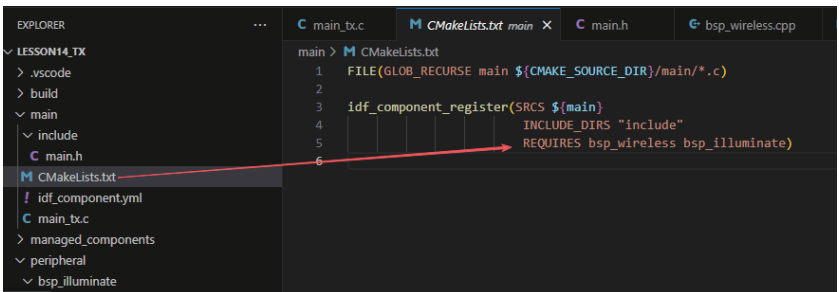 EXPLORER ...
LESSON14_TX
.vscode
build
main
include
C main.h
M CMakeLists.txt
! idf_component.yml
C main_tx.c
managed_components
peripheral
bsp_illuminate
C main_tx.c
M CMakeLists.txt main ×
C main.h
bsp_wireless.cpp
main > M CMakeLists.txt
1 FILE(GLOB_RECURSE main ${CMAKE_SOURCE_DIR}/main/*.c)
2
3 idf_component_register(SRCS ${main}
4 INCLUDE_DIRS "include"
5 REQUIRES bsp_wireless bsp_illuminate)
6